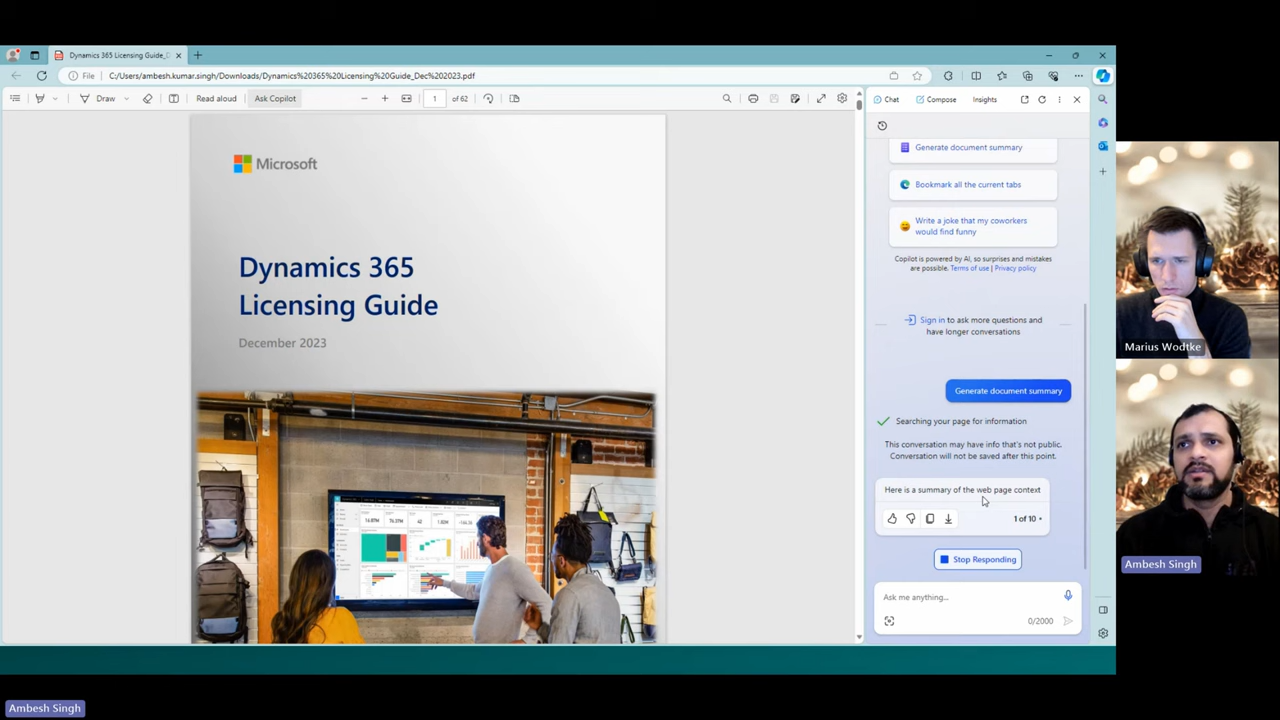 Dynamics 365 Licensing Guide_D
File
C:/Users/ambesh.kumar.singh/Downloads/Dynamics%20365%20Licensing%20Guide_Dec%202023.pdf
Draw
Read aloud
Ask Copilot
1
of 62
Microsoft
Dynamics 365
Licensing Guide
December 2023
Chat
Compose
Insights
Generate document summary
Bookmark all the current tabs
Write a joke that my coworkers
would find funny
Copilot is powered by AI, so surprises and mistakes
are possible. Terms of use | Privacy policy
Sign in to ask more questions and
have longer conversations
Generate document summary
Searching your page for information
This conversation may have info that's not public.
Conversation will not be saved after this point.
Here is a summary of the web page context
1 of 10
Stop Responding
Ask me anything...
0/2000
Marius Wodtke
Ambesh Singh
Ambesh Singh